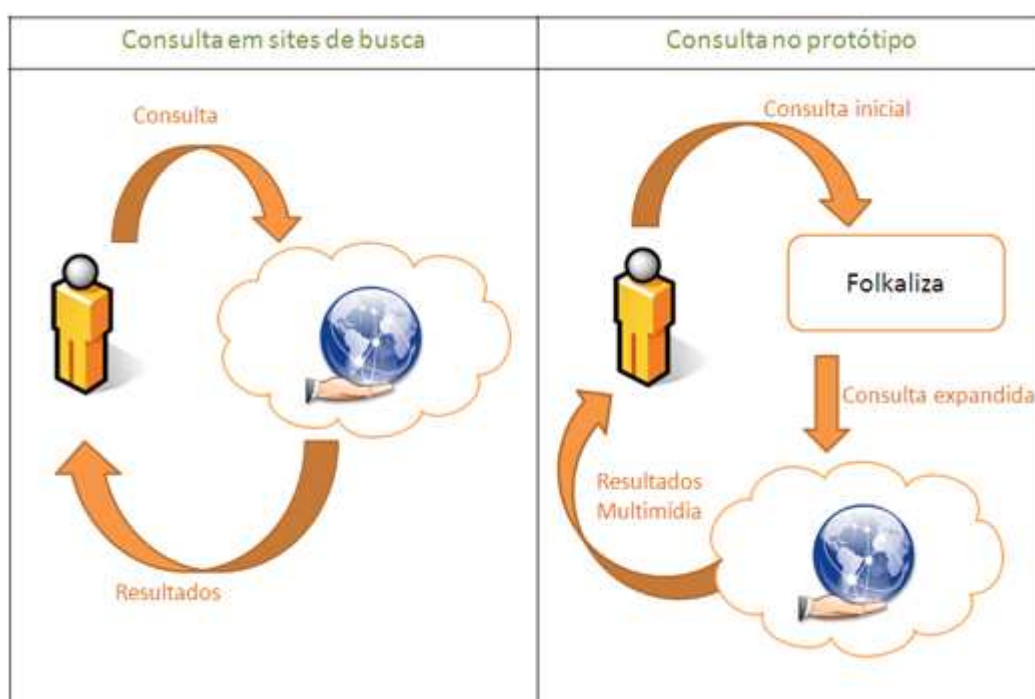 Consulta em sites de busca
Consulta no protótipo
Consulta
Resultados
Consulta inicial
Folkaliza
Consulta expandida
Resultados
Multimídia